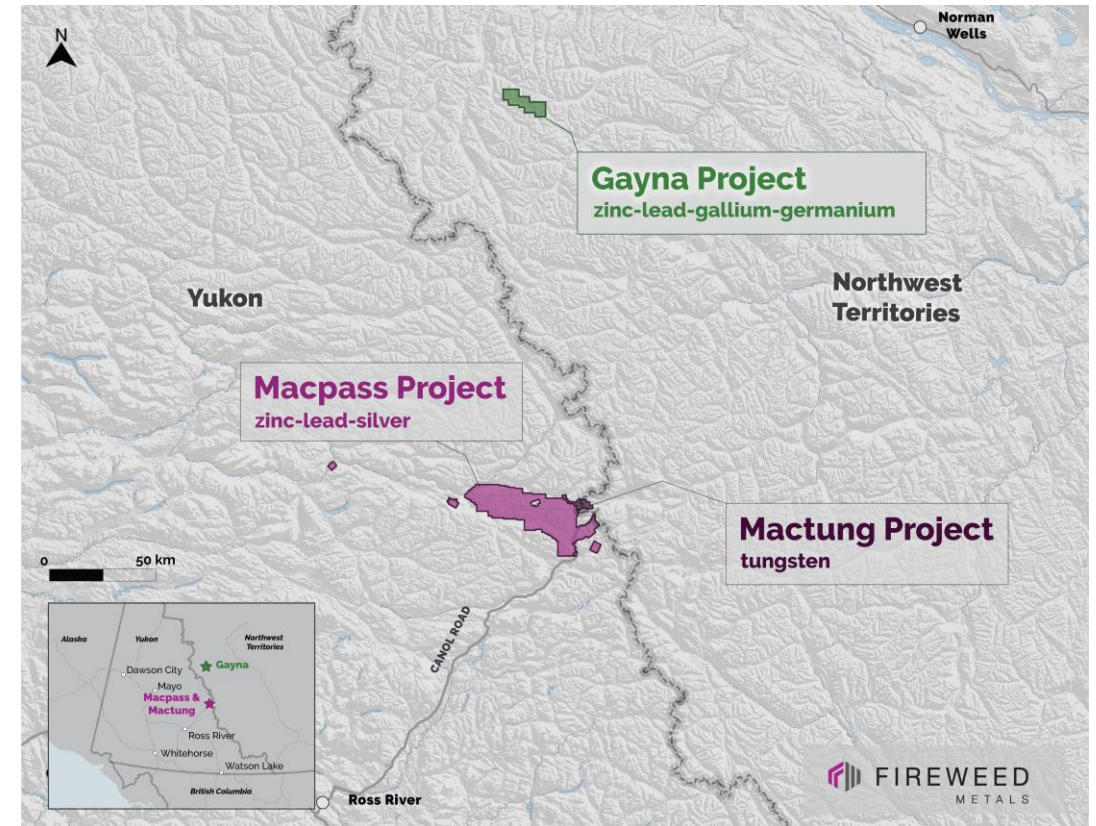 N
Norman
Wells
Gayna Project
zinc-lead-gallium-germanium
Yukon
Northwest
Territories
Macpass Project
zinc-lead-silver
Mactung Project
tungsten
0 50 km
CANOL ROAD
Alaska
Yukon
Northwest
Territories
Gayna
Dawson City
Mayo
Macpass &
Mactung
Ross River
Whitehorse
Watson Lake
British Columbia
Ross River
FIREWEED
METALS